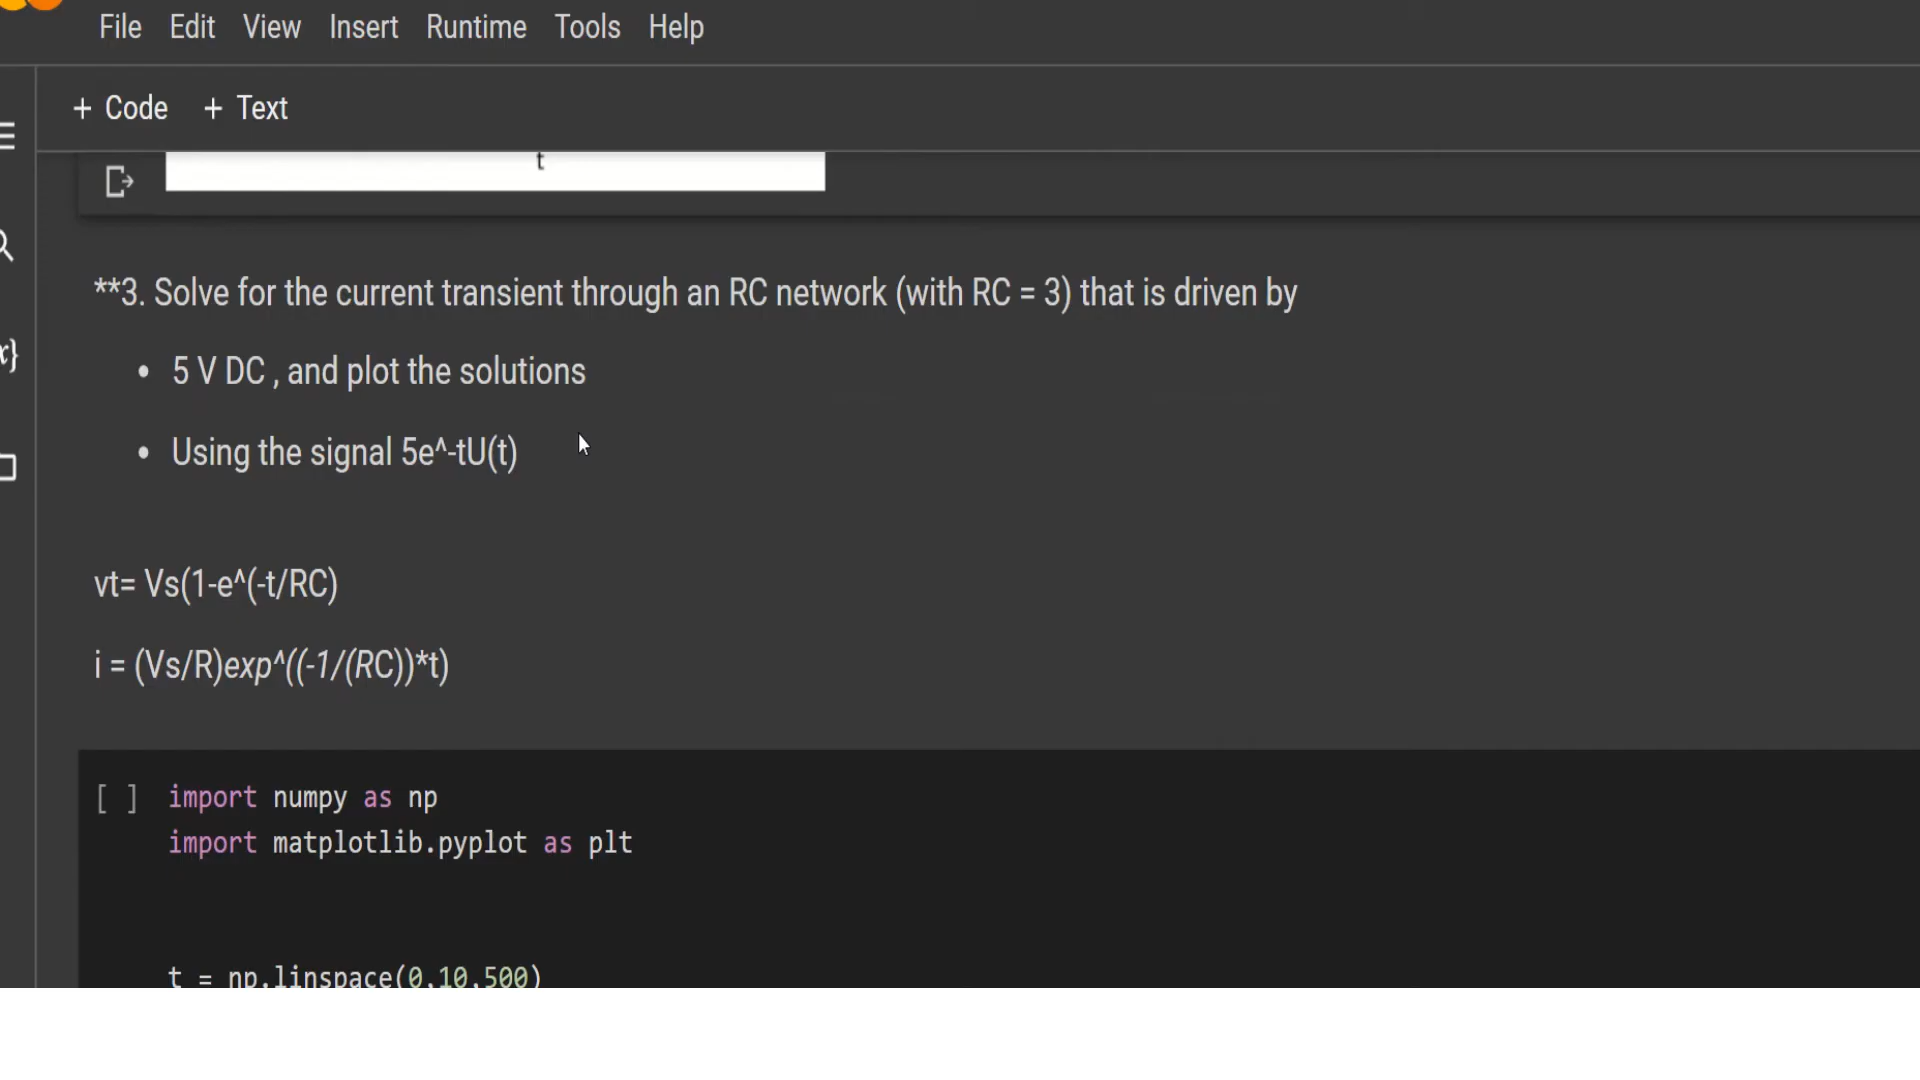 File Edit View Insert Runtime Tools Help
+ Code + Text
t
**3. Solve for the current transient through an RC network (with RC = 3) that is driven by
• 5 V DC , and plot the solutions
• Using the signal 5e^-tU(t)
vt= Vs(1-e^(-t/RC)
i = (Vs/R)exp^((-1/(RC))*t)
[ ] import numpy as np
import matplotlib.pyplot as plt
t = np.linspace(0,10,500)